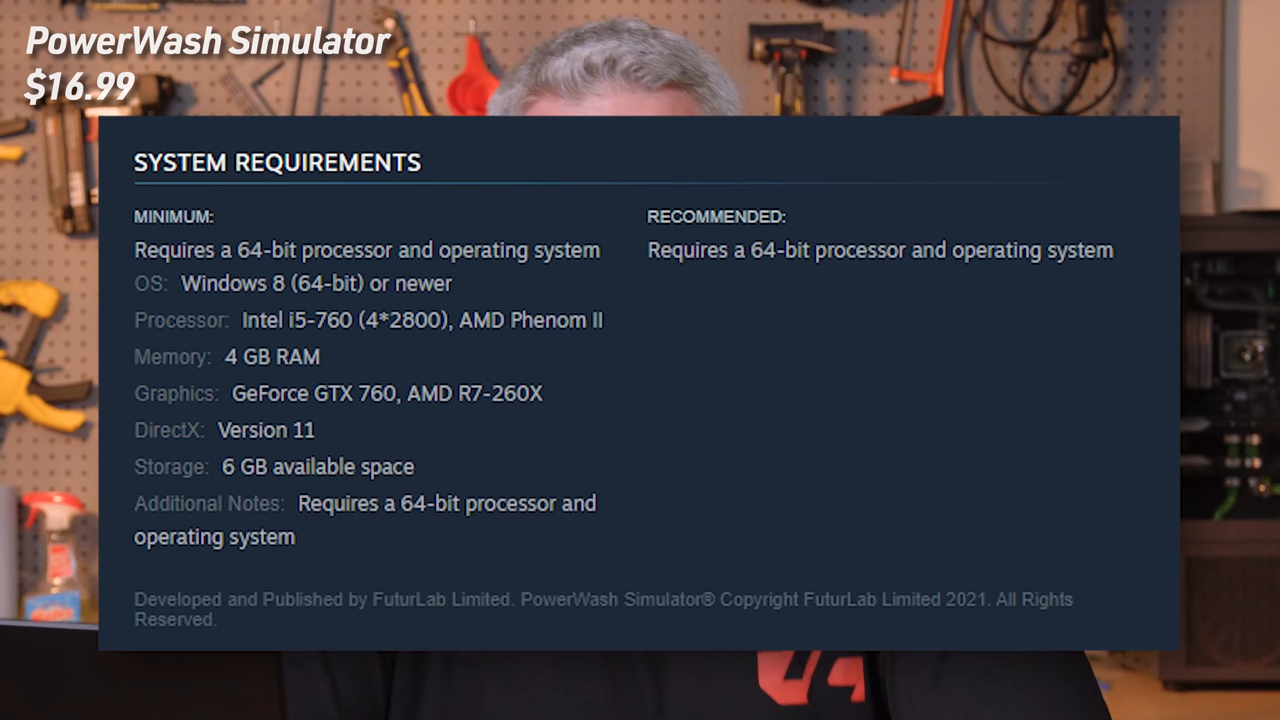 PowerWash Simulator
$16.99
SYSTEM REQUIREMENTS
MINIMUM:
Requires a 64-bit processor and operating system
OS: Windows 8 (64-bit) or newer
Processor: Intel i5-760 (4*2800), AMD Phenom II
Memory: 4 GB RAM
Graphics: GeForce GTX 760, AMD R7-260X
DirectX: Version 11
Storage: 6 GB available space
Additional Notes: Requires a 64-bit processor and
operating system
RECOMMENDED:
Requires a 64-bit processor and operating system
Developed and Published by FuturLab Limited. PowerWash Simulator® Copyright FuturLab Limited 2021. All Rights
Reserved.